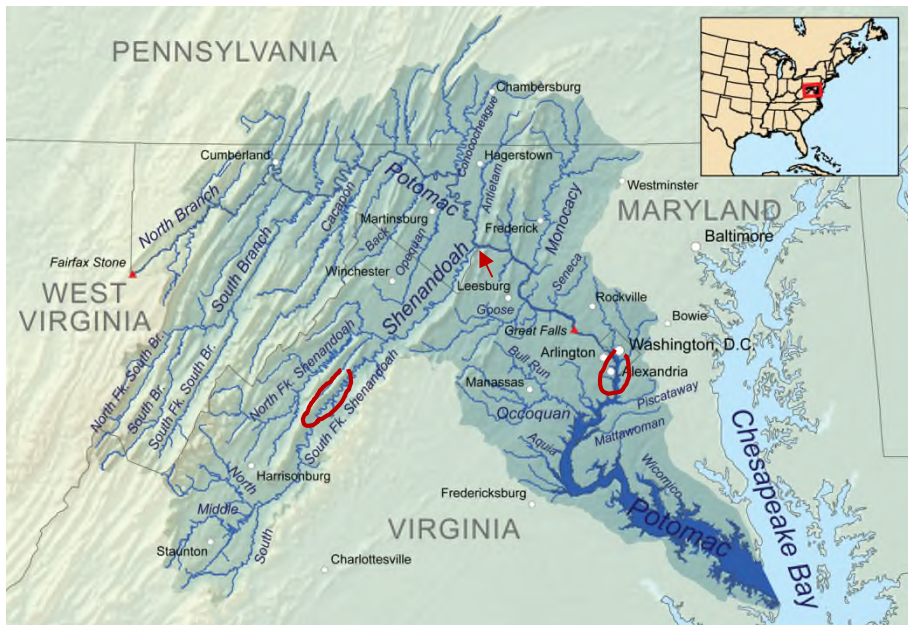 PENNSYLVANIA
Chambersburg
Conococheague
Cumberland
Hagerstown
Antietam
Potomac
Westminster
North Branch
Cacapon
Martinsburg
MARYLAND
Frederick
Monocacy
Back
Opequan
Baltimore
Fairfax Stone
South Branch
Shenandoah
Winchester
Leesburg
Seneca
WEST
VIRGINIA
Goose
Rockville
Bowie
Great Falls
Washington, D.C.
Arlington
Alexandria
Bull Run
North Fk. Shenandoah
North Fk. South Br.
South Br.
South Fk. South Br.
South Fk. Shenandoah
Manassas
Piscataway
Occoquan
Mattawoman
Aquia
Wicomico
Chesapeake Bay
North
Harrisonburg
Fredericksburg
Middle
VIRGINIA
Potomac
Staunton
South
Charlottesville